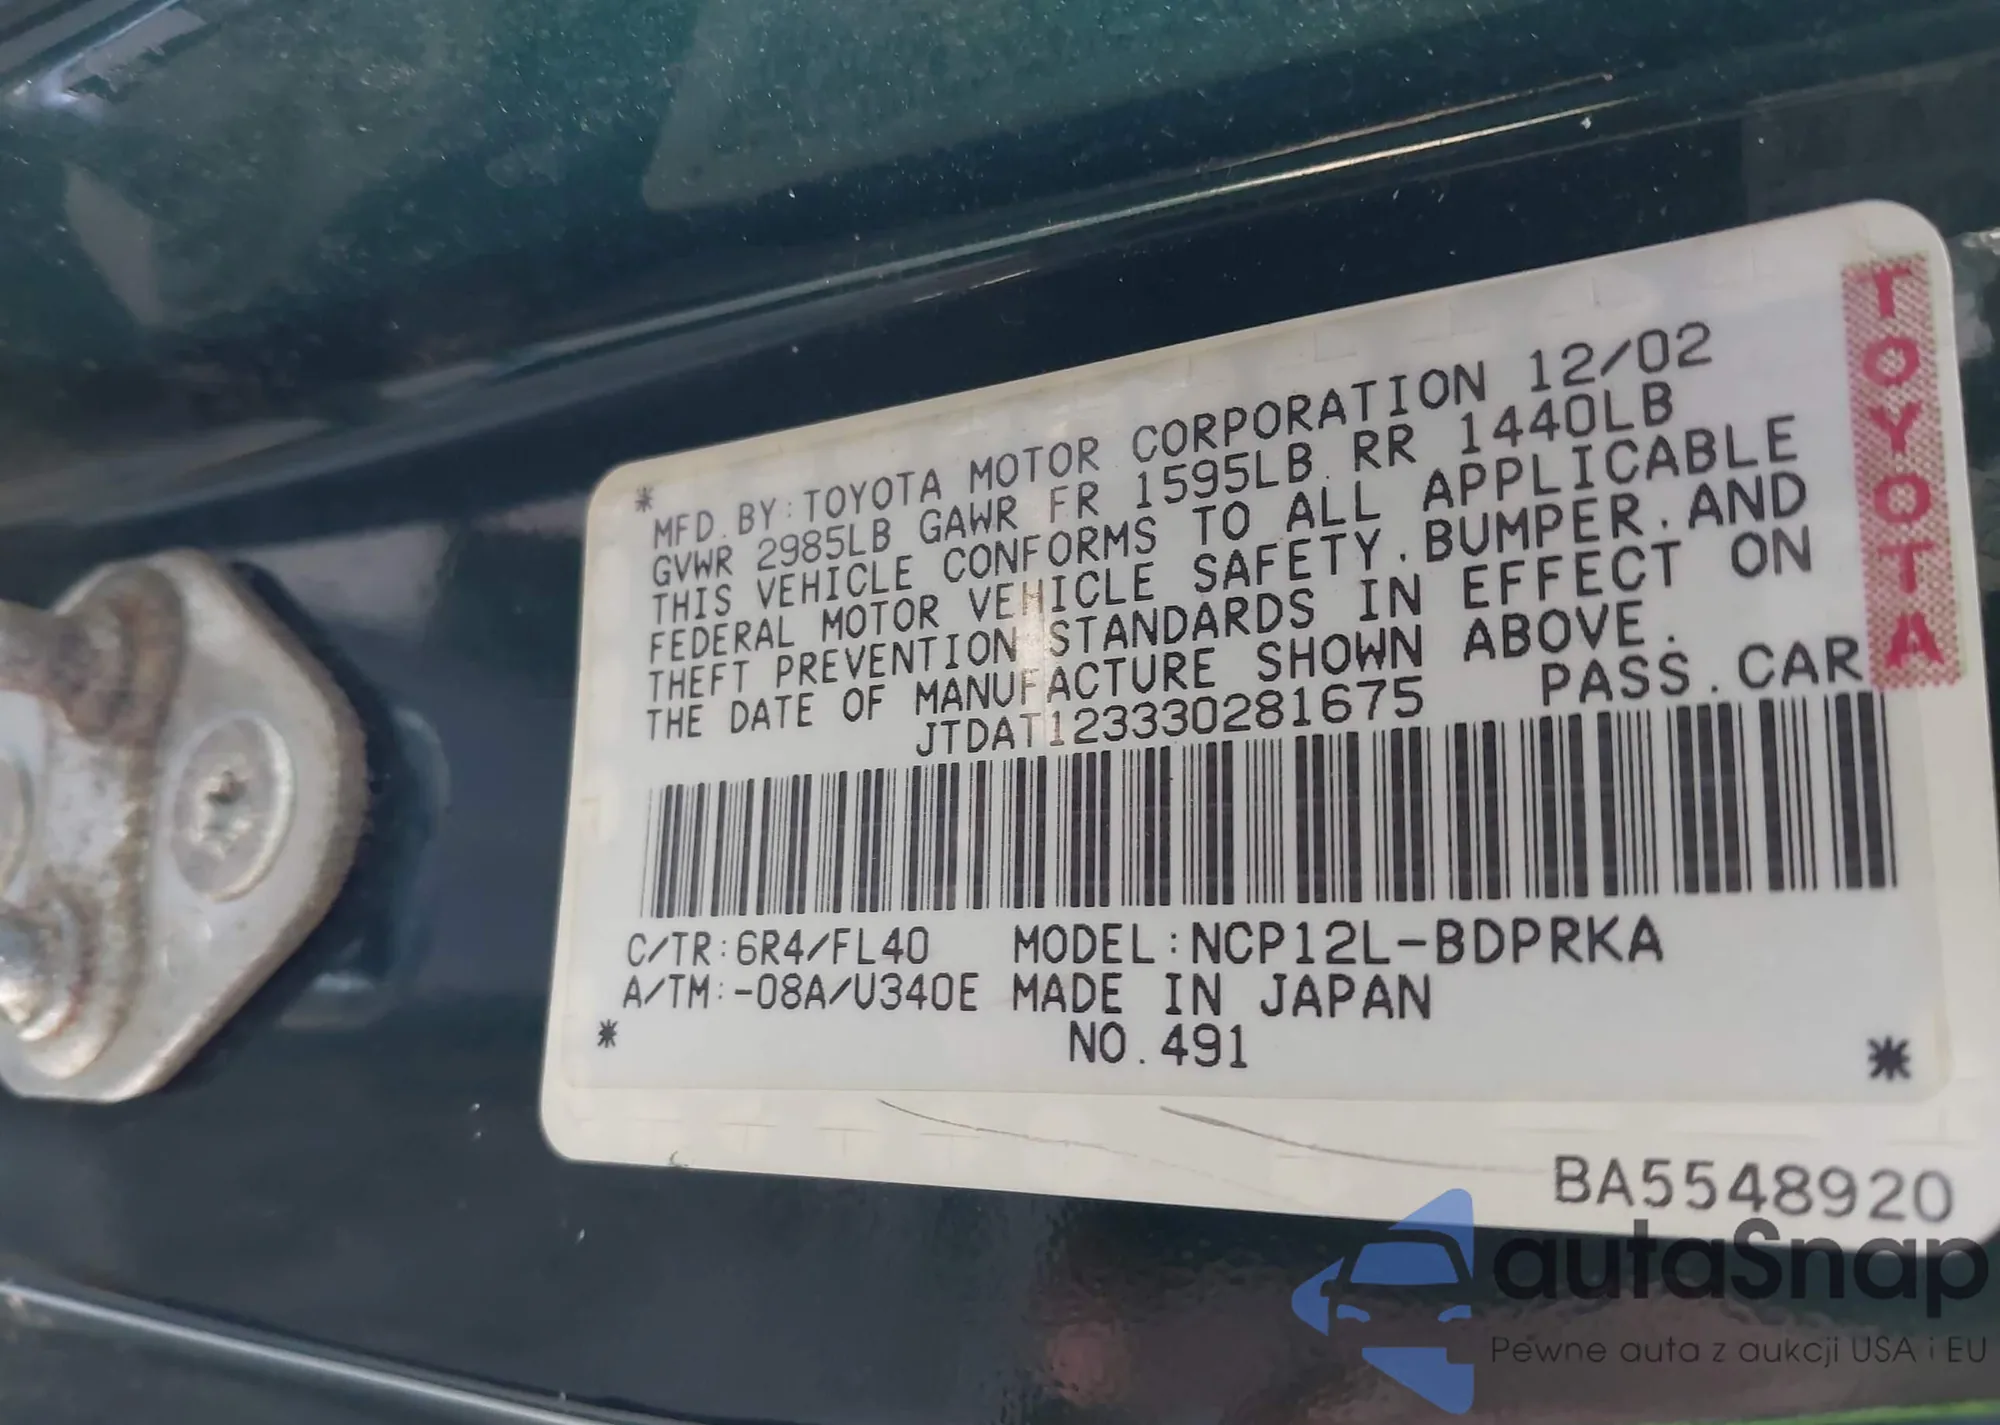 * MFD.BY:TOYOTA MOTOR CORPORATION 12/02
GVWR 2985LB GAWR FR 1595LB RR 1440LB
THIS VEHICLE CONFORMS TO ALL APPLICABLE
FEDERAL MOTOR VEHICLE SAFETY.BUMPER.AND
THEFT PREVENTION STANDARDS IN EFFECT ON
THE DATE OF MANUFACTURE SHOWN ABOVE.
JTDAT123330281675 PASS.CAR
TOYOTA
C/TR:6R4/FL40 MODEL:NCP12L-BDPRKA
A/TM:-08A/U340E MADE IN JAPAN
* NO.491 *
BA5548920
autaSnap
Pewne auta z aukcji USA i EU